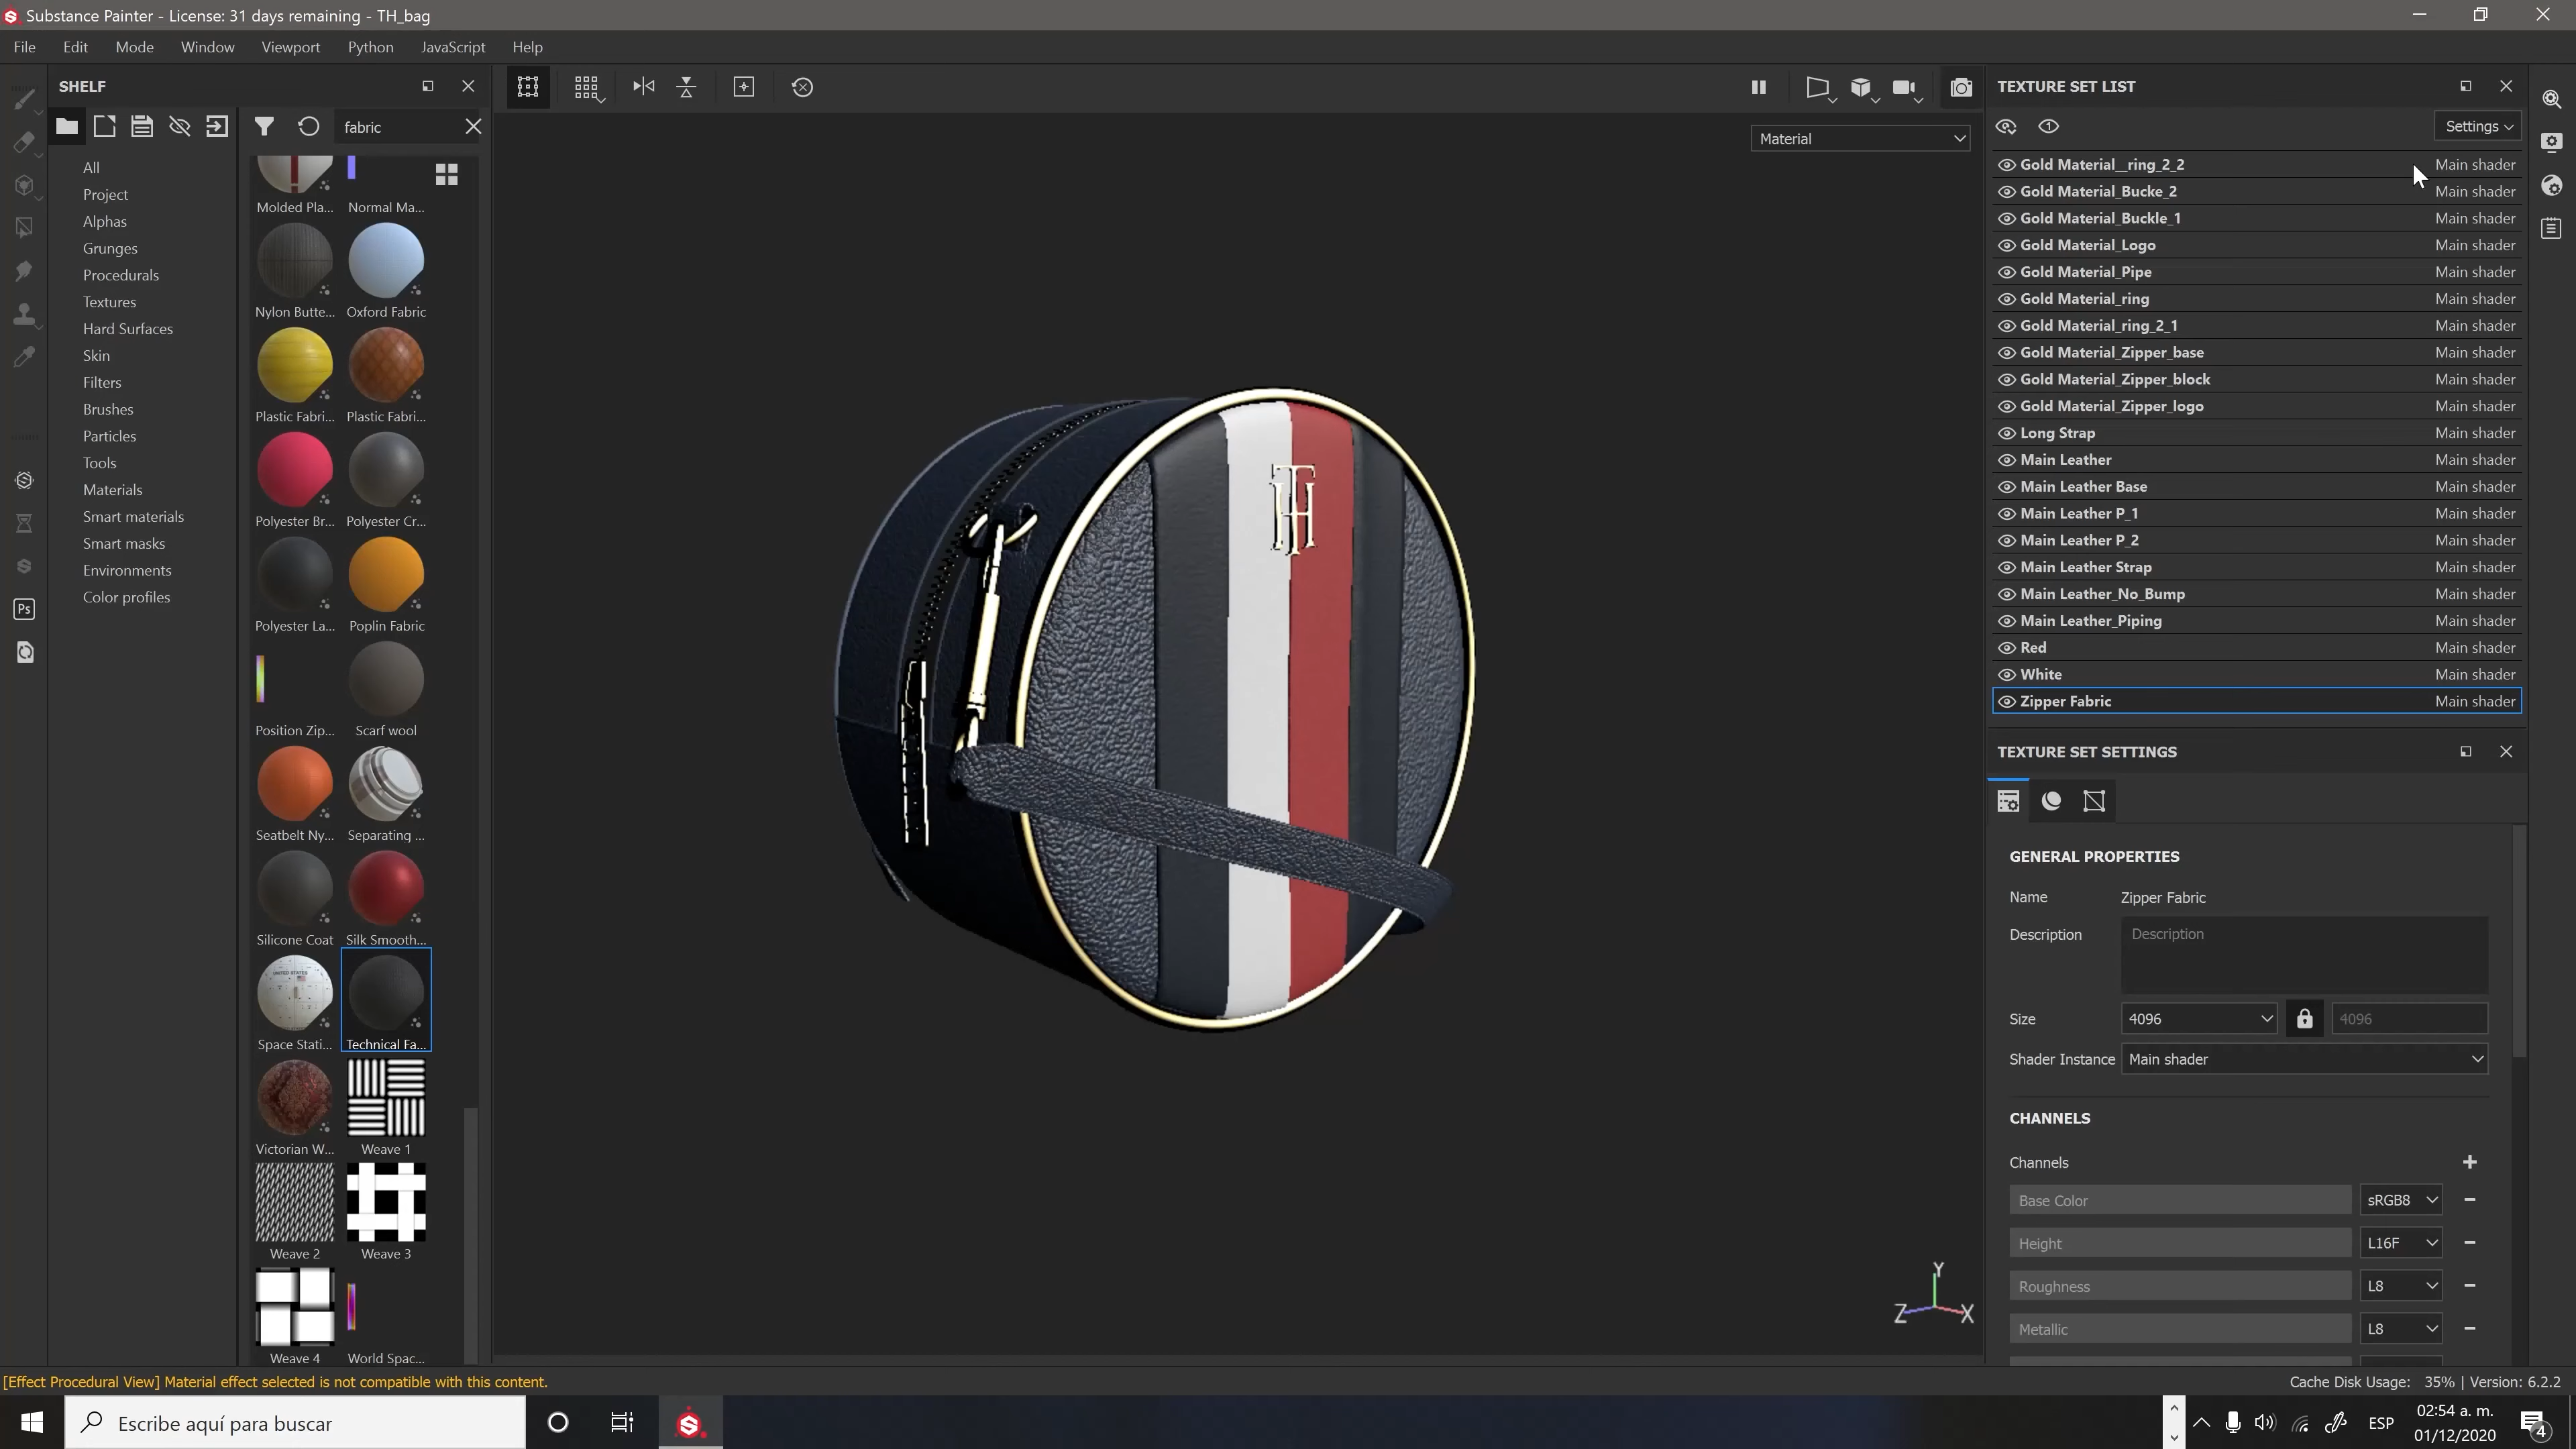 Substance Painter - License: 31 days remaining - TH_bag
File Edit Mode Window Viewport Python JavaScript Help
SHELF
fabric
All
Project
Alphas
Grunges
Procedurals
Textures
Hard Surfaces
Skin
Filters
Brushes
Particles
Tools
Materials
Smart materials
Smart masks
Environments
Color profiles
Ps
Molded Pla... Normal Ma...
Nylon Butte... Oxford Fabric
Plastic Fabri... Plastic Fabri...
Polyester Br... Polyester Cr...
Polyester La... Poplin Fabric
Position Zip... Scarf wool
Seatbelt Ny... Separating ...
Silicone Coat Silk Smooth...
UNITED STATES
Space Stati... Technical Fa...
Victorian W... Weave 1
Weave 2 Weave 3
Weave 4 World Spac...
Material
TH
Y
Z X
TEXTURE SET LIST
1
Settings
Gold Material__ring_2_2 Main shader
Gold Material_Bucke_2 Main shader
Gold Material_Buckle_1 Main shader
Gold Material_Logo Main shader
Gold Material_Pipe Main shader
Gold Material_ring Main shader
Gold Material_ring_2_1 Main shader
Gold Material_Zipper_base Main shader
Gold Material_Zipper_block Main shader
Gold Material_Zipper_logo Main shader
Long Strap Main shader
Main Leather Main shader
Main Leather Base Main shader
Main Leather P_1 Main shader
Main Leather P_2 Main shader
Main Leather Strap Main shader
Main Leather_No_Bump Main shader
Main Leather_Piping Main shader
Red Main shader
White Main shader
Zipper Fabric Main shader
TEXTURE SET SETTINGS
GENERAL PROPERTIES
Name Zipper Fabric
Description Description
Size 4096 4096
Shader Instance Main shader
CHANNELS
Channels
Base Color sRGB8
Height L16F
Roughness L8
Metallic L8
[Effect Procedural View] Material effect selected is not compatible with this content.
Cache Disk Usage: 35% | Version: 6.2.2
Escribe aquí para buscar
ESP
02:54 a. m.
01/12/2020
4